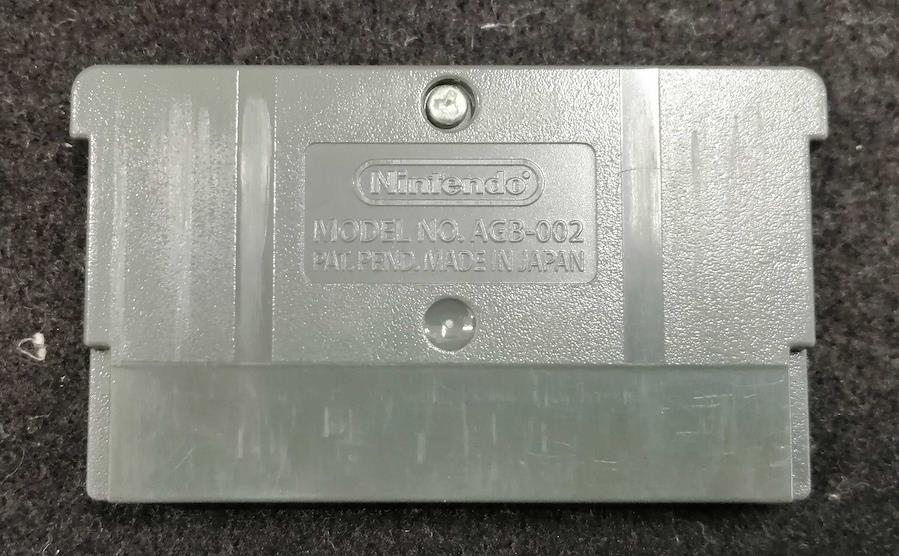 Nintendo®
MODEL NO. AGB-002
PAT. PEND. MADE IN JAPAN